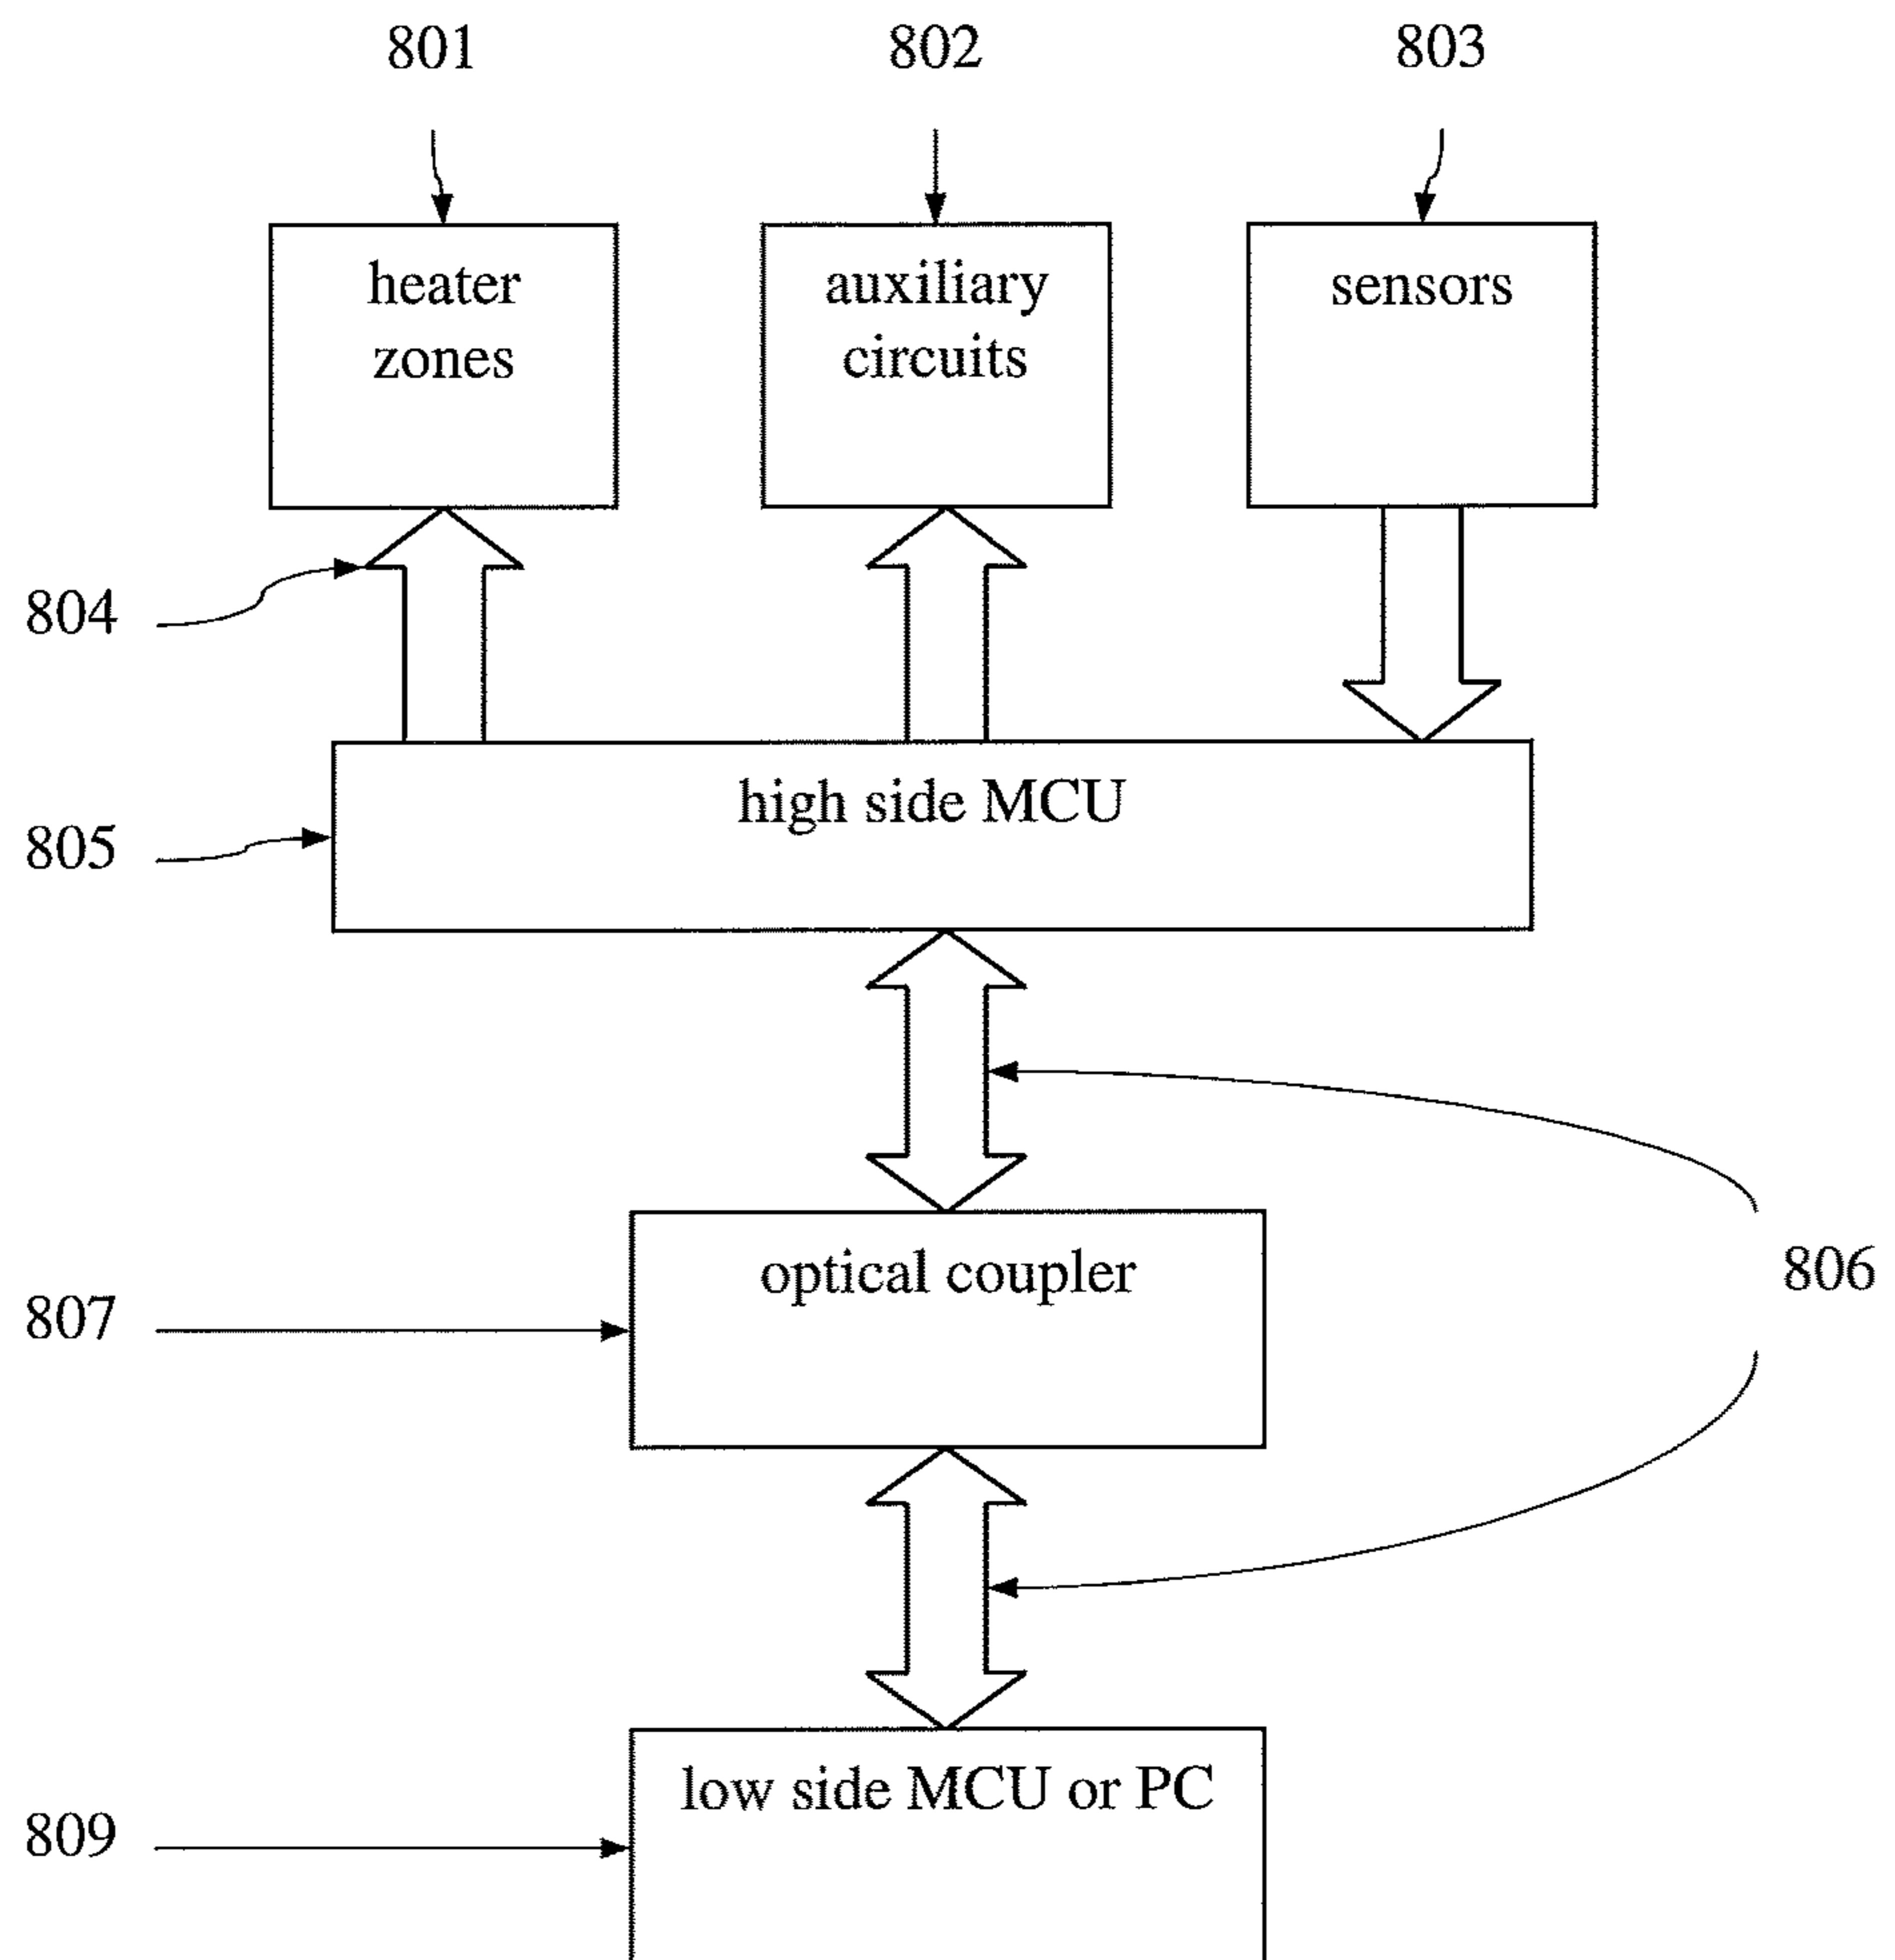 801
802
803
heater
zones
auxiliary
circuits
sensors
804
high side MCU
805
optical coupler
806
807
low side MCU or PC
809